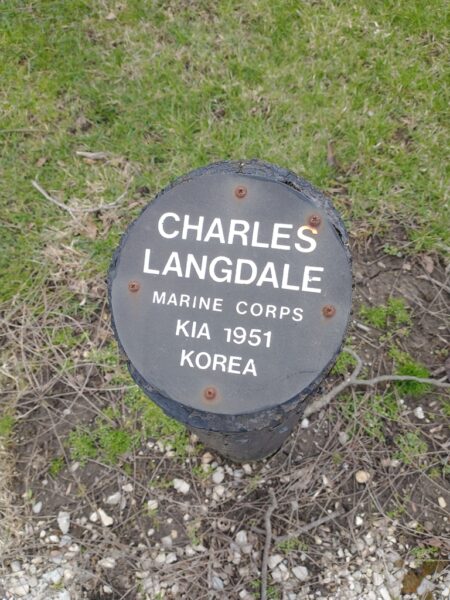 CHARLES
LANGDALE
MARINE CORPS
KIA 1951
KOREA